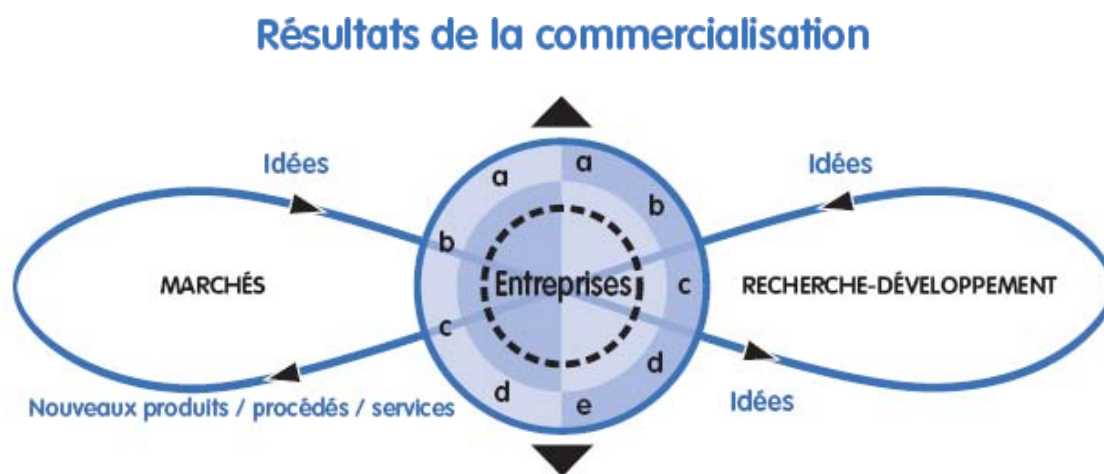 Résultats de la commercialisation
Idées
Idées
a
a
b
b
MARCHÉS
Entreprises
c
RECHERCHE-DÉVELOPPEMENT
c
d
d
e
Nouveaux produits / procédés / services
Idées